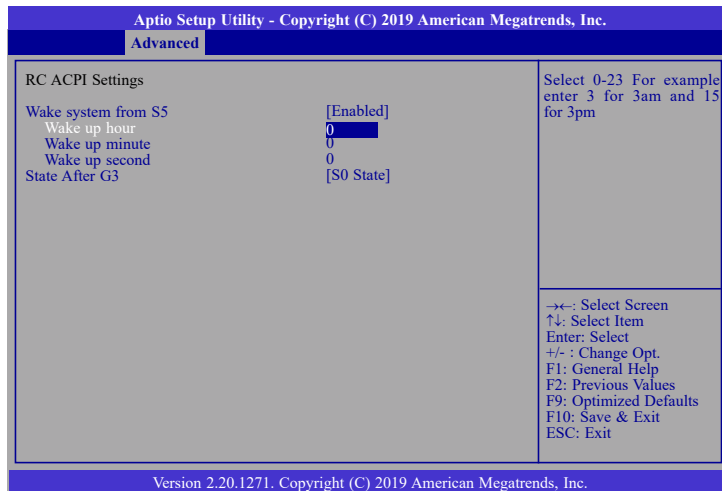 Aptio Setup Utility - Copyright (C) 2019 American Megatrends, Inc.
Advanced
RC ACPI Settings
Wake system from S5 [Enabled]
Wake up hour 0
Wake up minute 0
Wake up second 0
State After G3 [S0 State]
Select 0-23 For example
enter 3 for 3am and 15
for 3pm
→←: Select Screen
↑↓: Select Item
Enter: Select
+/- : Change Opt.
F1: General Help
F2: Previous Values
F9: Optimized Defaults
F10: Save & Exit
ESC: Exit
Version 2.20.1271. Copyright (C) 2019 American Megatrends, Inc.